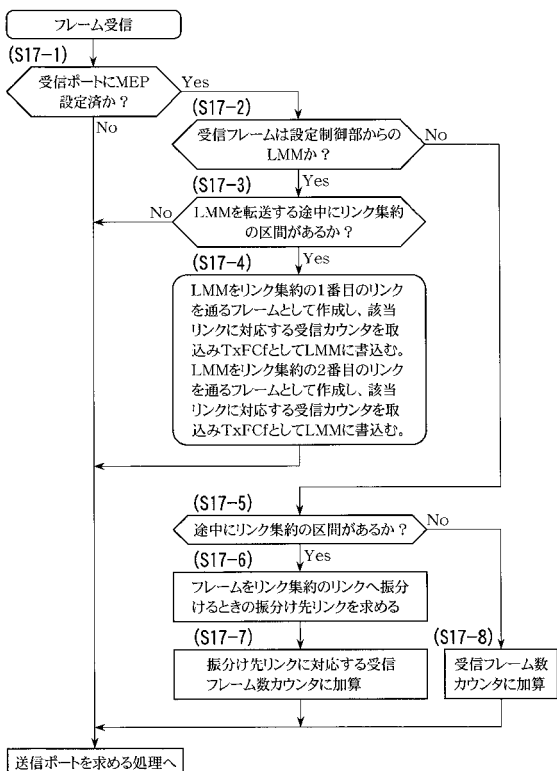 フレーム受信
(S17-1)
受信ポートにMEP
設定済か？
Yes
No
(S17-2)
受信フレームは設定制御部からの
LMMか？
No
Yes
(S17-3)
LMMを転送する途中にリンク集約
の区間があるか？
No
Yes
(S17-4)
LMMをリンク集約の1番目のリンク
を通るフレームとして作成し、該当
リンクに対応する受信カウンタを取
込みTxFCfとしてLMMに書込む。
LMMをリンク集約の2番目のリンク
を通るフレームとして作成し、該当
リンクに対応する受信カウンタを取
込みTxFCfとしてLMMに書込む。
(S17-5)
途中にリンク集約の区間があるか？
No
Yes
(S17-6)
フレームをリンク集約のリンクへ振分
けるときの振分け先リンクを求める
(S17-7)
振分け先リンクに対応する受信
フレーム数カウンタに加算
(S17-8)
受信フレーム数
カウンタに加算
送信ポートを求める処理へ